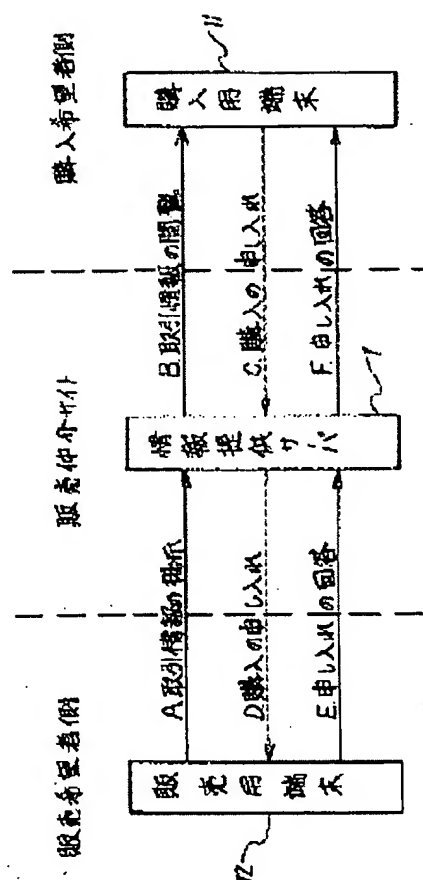 販売希望者側
販売仲介サイト
購入希望者側
販売用端末
情報提供サーバ
購入用端末
A.取引情報の掲示
B.取引情報の閲覧
C.購入の申し入れ
D.購入の申し入れ
E.申し入れの回答
F.申し入れの回答
12
1
11